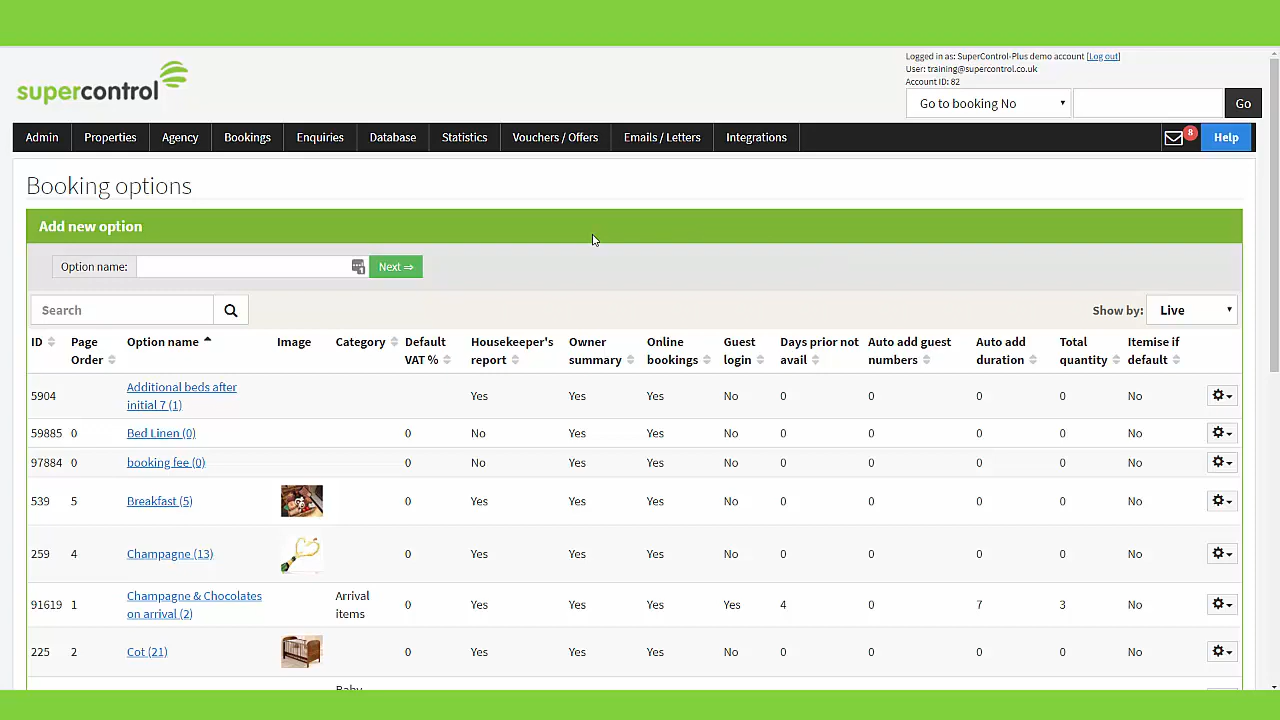 supercontrol
Logged in as: SuperControl-Plus demo account [Log out]
User: training@supercontrol.co.uk
Account ID: 82
Go to booking No
Go
Admin Properties Agency Bookings Enquiries Database Statistics Vouchers / Offers Emails / Letters Integrations 8 Help
Booking options
Add new option
Option name: Next ⇒
Search Show by: Live
ID Page Order Option name Image Category Default VAT % Housekeeper's report Owner summary Online bookings Guest login Days prior not avail Auto add guest numbers Auto add duration Total quantity Itemise if default
5904 Additional beds after initial 7 (1) Yes Yes Yes No 0 0 0 0 No
59885 0 Bed Linen (0) 0 No Yes Yes No 0 0 0 0 No
97884 0 booking fee (0) 0 No Yes Yes No 0 0 0 0 No
539 5 Breakfast (5) 0 Yes Yes Yes No 0 0 0 0 No
259 4 Champagne (13) 0 Yes Yes Yes No 0 0 0 0 No
91619 1 Champagne & Chocolates on arrival (2) Arrival items 0 Yes Yes Yes Yes 4 0 7 3 No
225 2 Cot (21) 0 Yes Yes Yes No 0 0 0 0 No
Baby